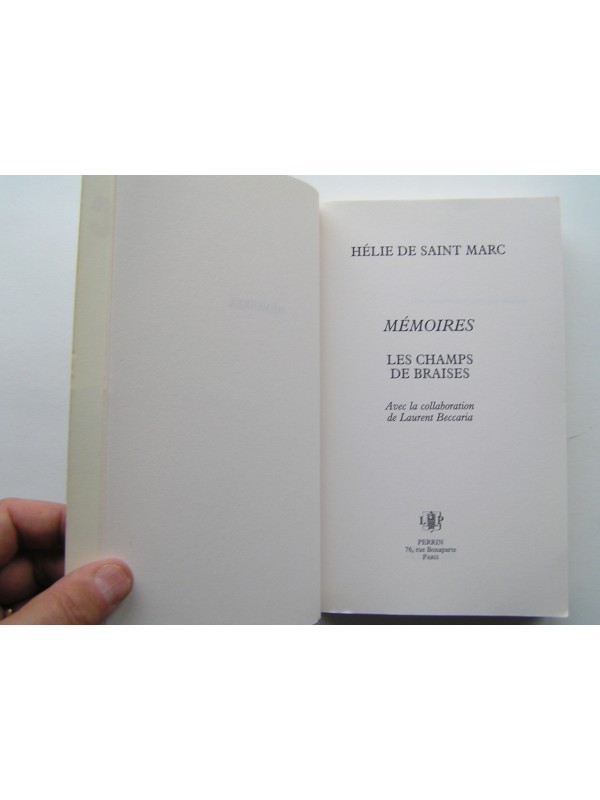 HÉLIE DE SAINT MARC
MÉMOIRES
LES CHAMPS
DE BRAISES
Avec la collaboration
de Laurent Beccaria
L P
PERRIN
76, rue Bonaparte
PARIS